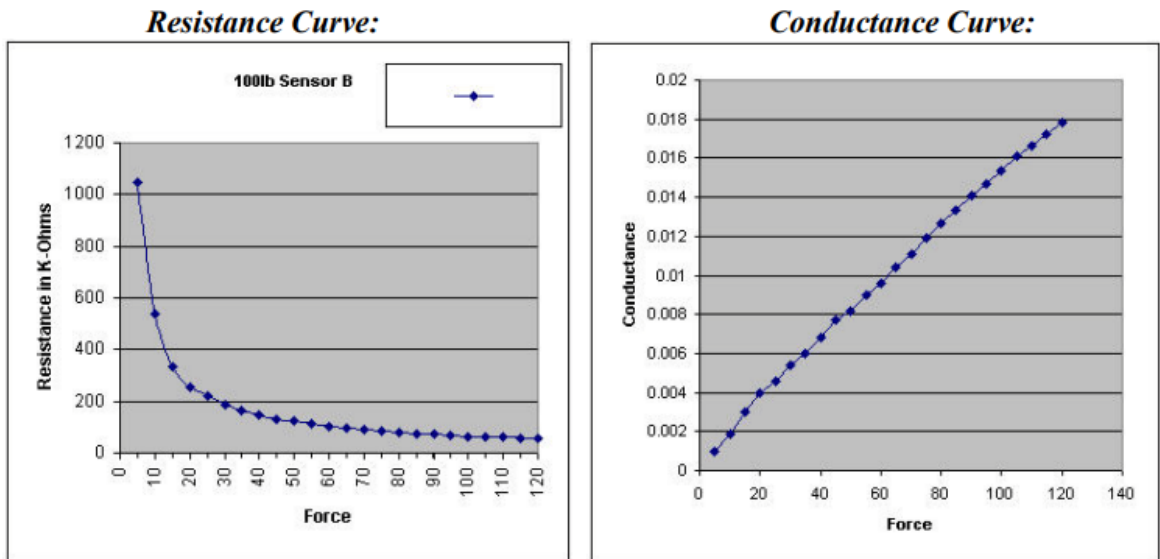 Resistance Curve:
100lb Sensor B
1200
1000
800
600
400
200
0
Resistance in K-Ohms
0 10 20 30 40 50 60 70 80 90 100 110 120
Force
Conductance Curve:
0.02
0.018
0.016
0.014
0.012
0.01
0.008
0.006
0.004
0.002
0
Conductance
0 20 40 60 80 100 120 140
Force